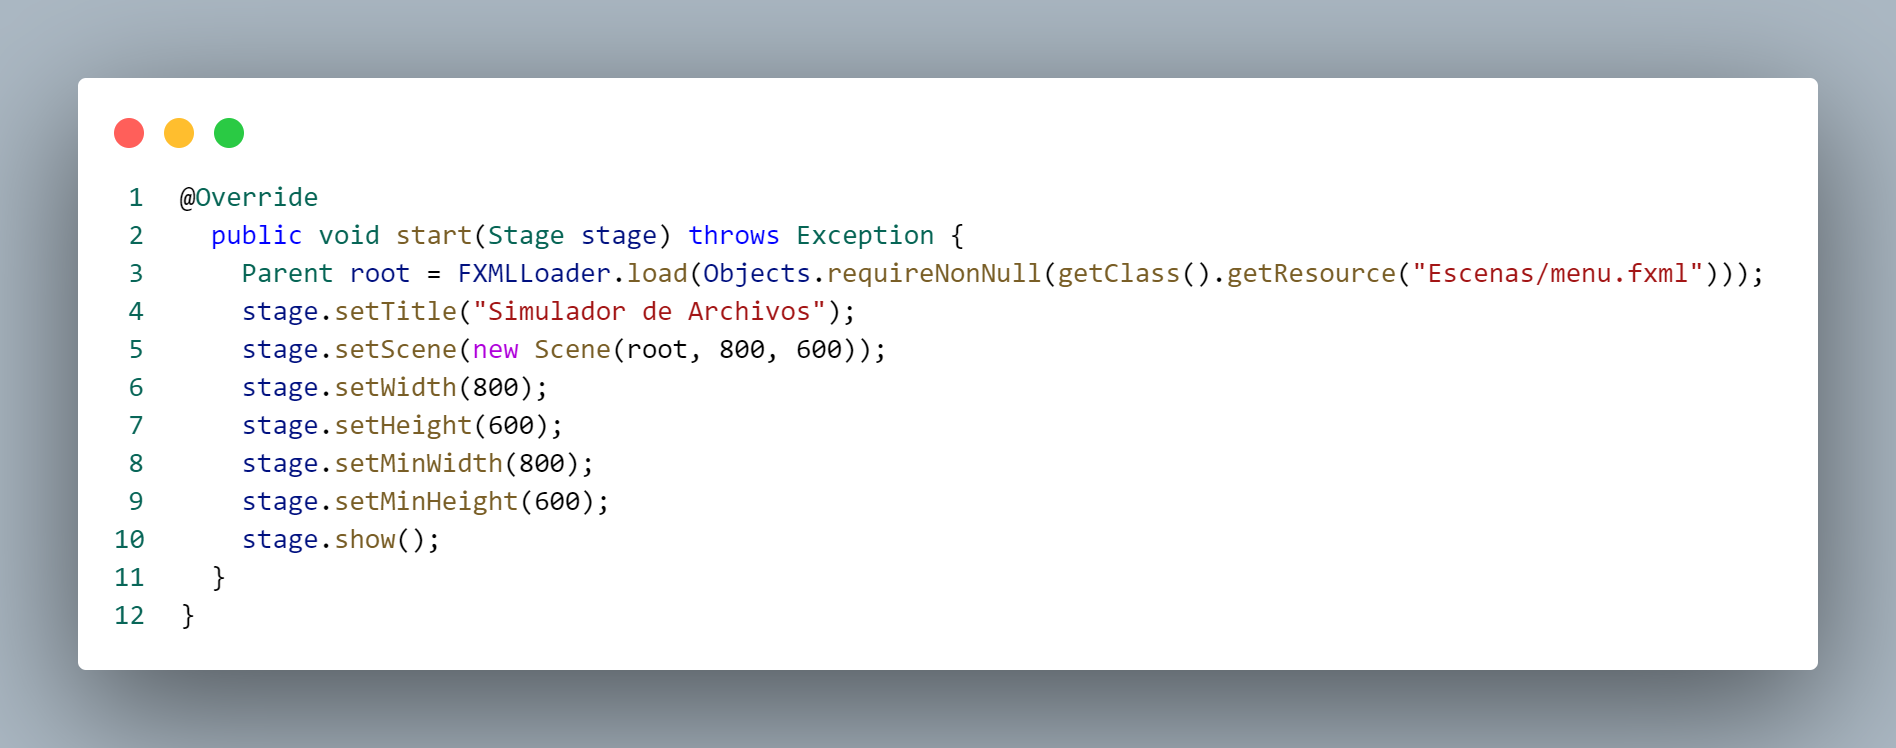 1 @Override
2   public void start(Stage stage) throws Exception {
3     Parent root = FXMLLoader.load(Objects.requireNonNull(getClass().getResource("Escenas/menu.fxml")));
4     stage.setTitle("Simulador de Archivos");
5     stage.setScene(new Scene(root, 800, 600));
6     stage.setWidth(800);
7     stage.setHeight(600);
8     stage.setMinWidth(800);
9     stage.setMinHeight(600);
10     stage.show();
11   }
12 }